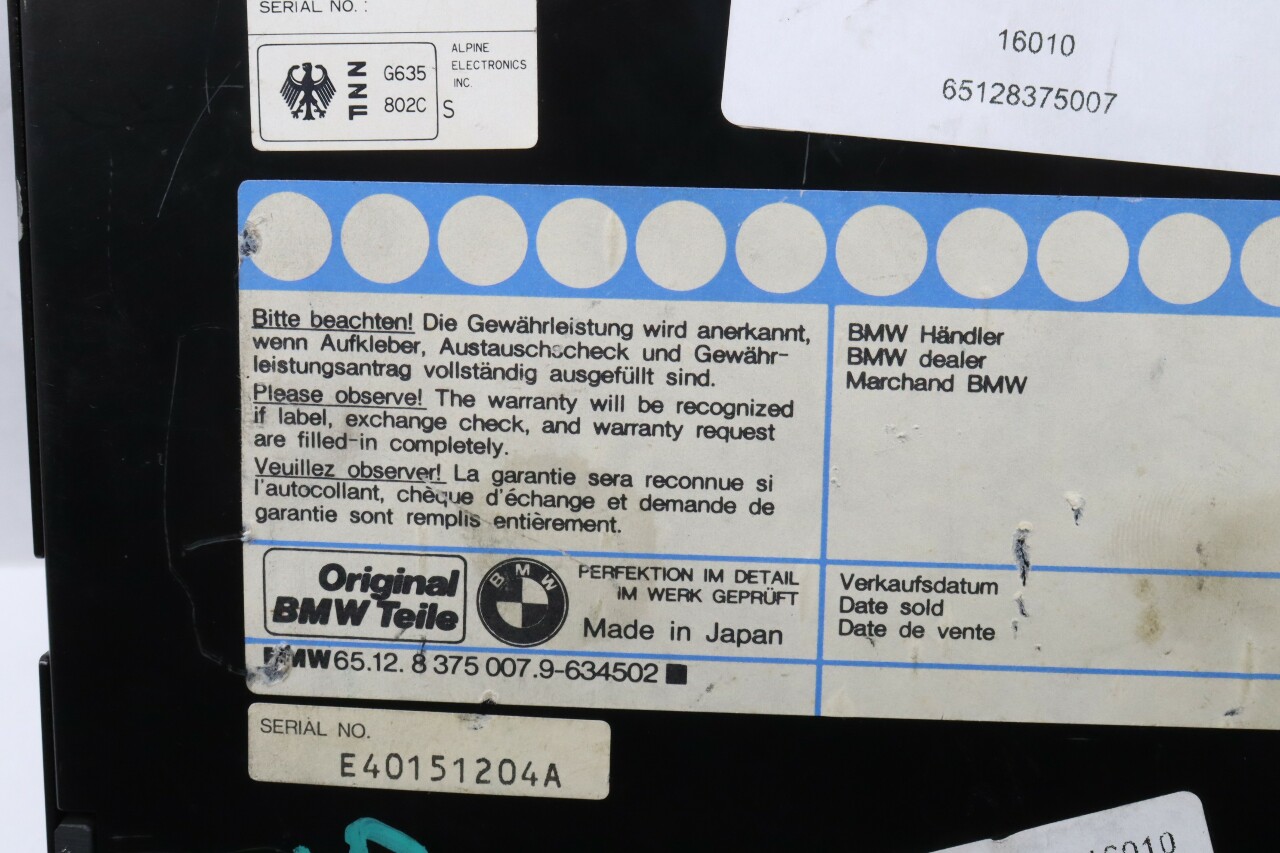 SERIAL NO. :
FTZ
G635
802C
S
ALPINE
ELECTRONICS
INC.
16010
65128375007
Bitte beachten! Die Gewährleistung wird anerkannt,
wenn Aufkleber, Austauschscheck und Gewähr-
leistungsantrag vollständig ausgefüllt sind.
Please observe! The warranty will be recognized
if label, exchange check, and warranty request
are filled-in completely.
Veuillez observer! La garantie sera reconnue si
l'autocollant, chèque d'échange et demande de
garantie sont remplis entièrement.
BMW Händler
BMW dealer
Marchand BMW
Original
BMW Teile
BMW
PERFEKTION IM DETAIL
IM WERK GEPRÜFT
Made in Japan
Verkaufsdatum
Date sold
Date de vente
BMW 65.12. 8 375 007.9-634502
SERIAL NO.
E40151204A
16010